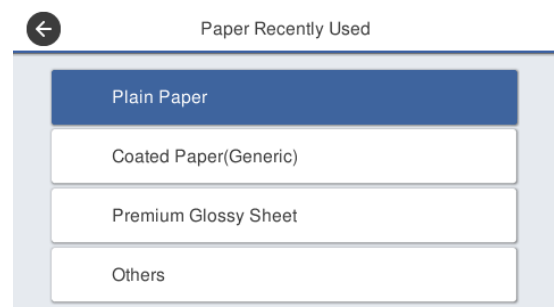 Paper Recently Used
Plain Paper
Coated Paper(Generic)
Premium Glossy Sheet
Others